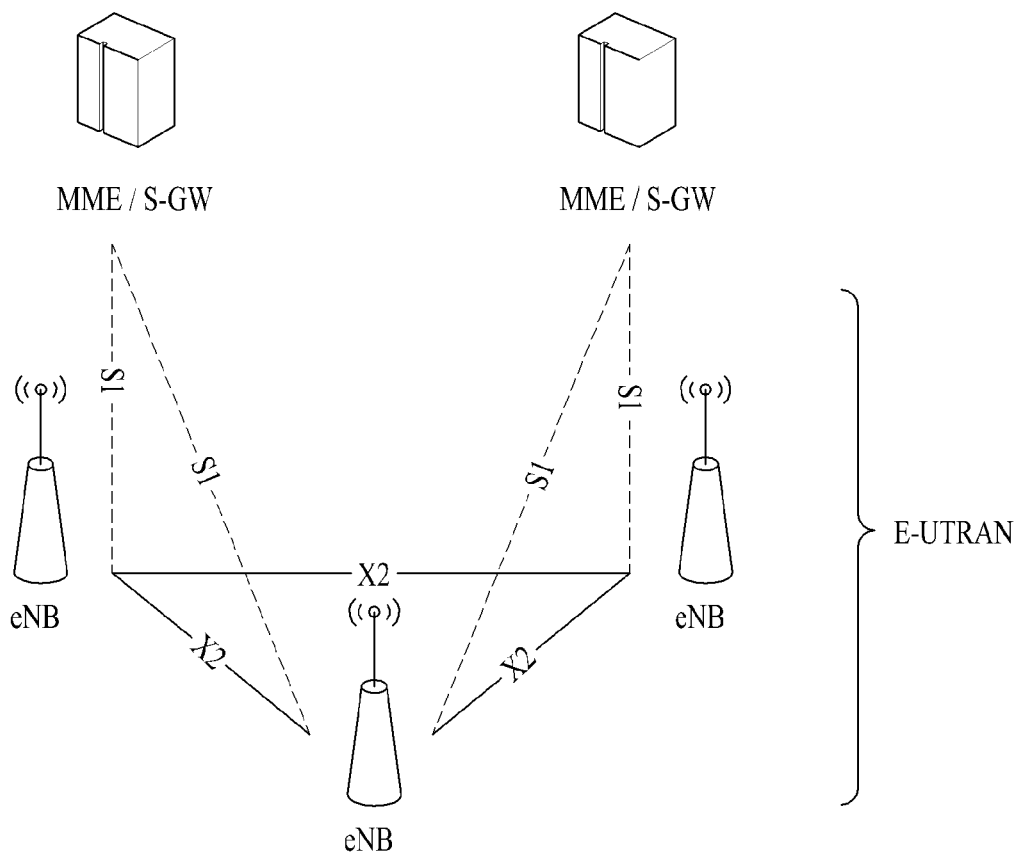 MME / S-GW
MME / S-GW
S1
S1
S1
S1
E-UTRAN
X2
eNB
eNB
X2
X2
eNB